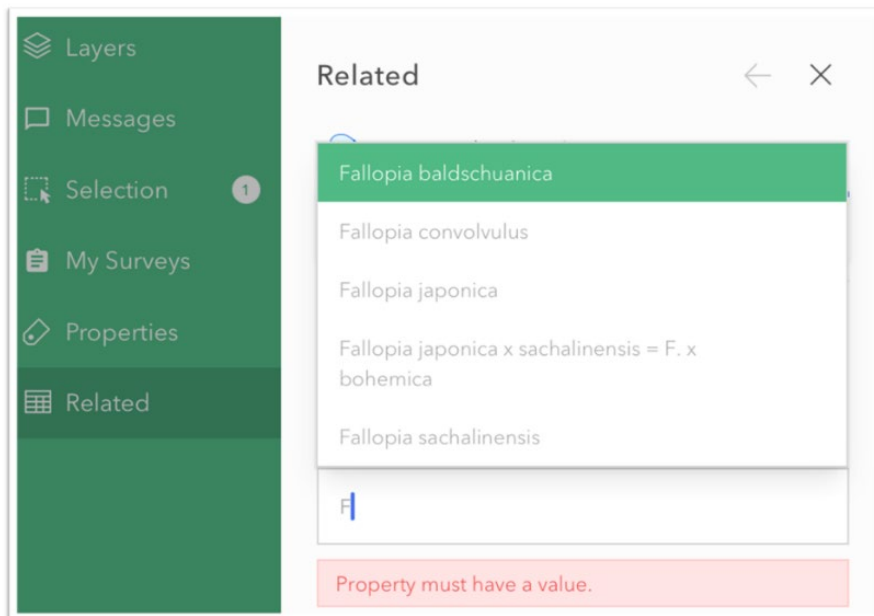 Layers
Messages
Selection 1
My Surveys
Properties
Related
Related
Fallopia baldschuanica
Fallopia convolvulus
Fallopia japonica
Fallopia japonica x sachalinensis = F. x
bohemica
Fallopia sachalinensis
F
Property must have a value.